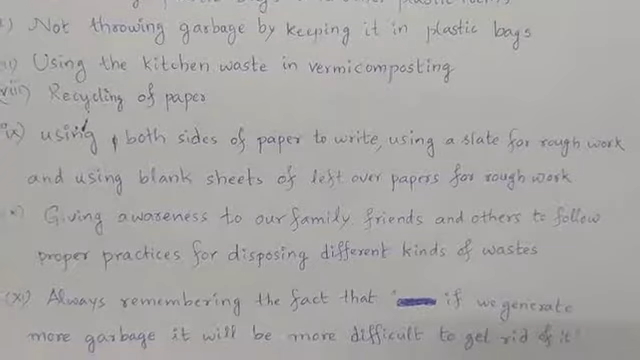 ) Not throwing garbage by keeping it in plastic bags
) Using the kitchen waste in vermicomposting
viii) Recycling of paper
ix) using both sides of paper to write, using a slate for rough work
and using blank sheets of left over papers for rough work
x) Giving awareness to our family friends and others to follow
proper practices for disposing different kinds of wastes
(xi) Always remembering the fact that if we generate
more garbage it will be more difficult to get rid of it